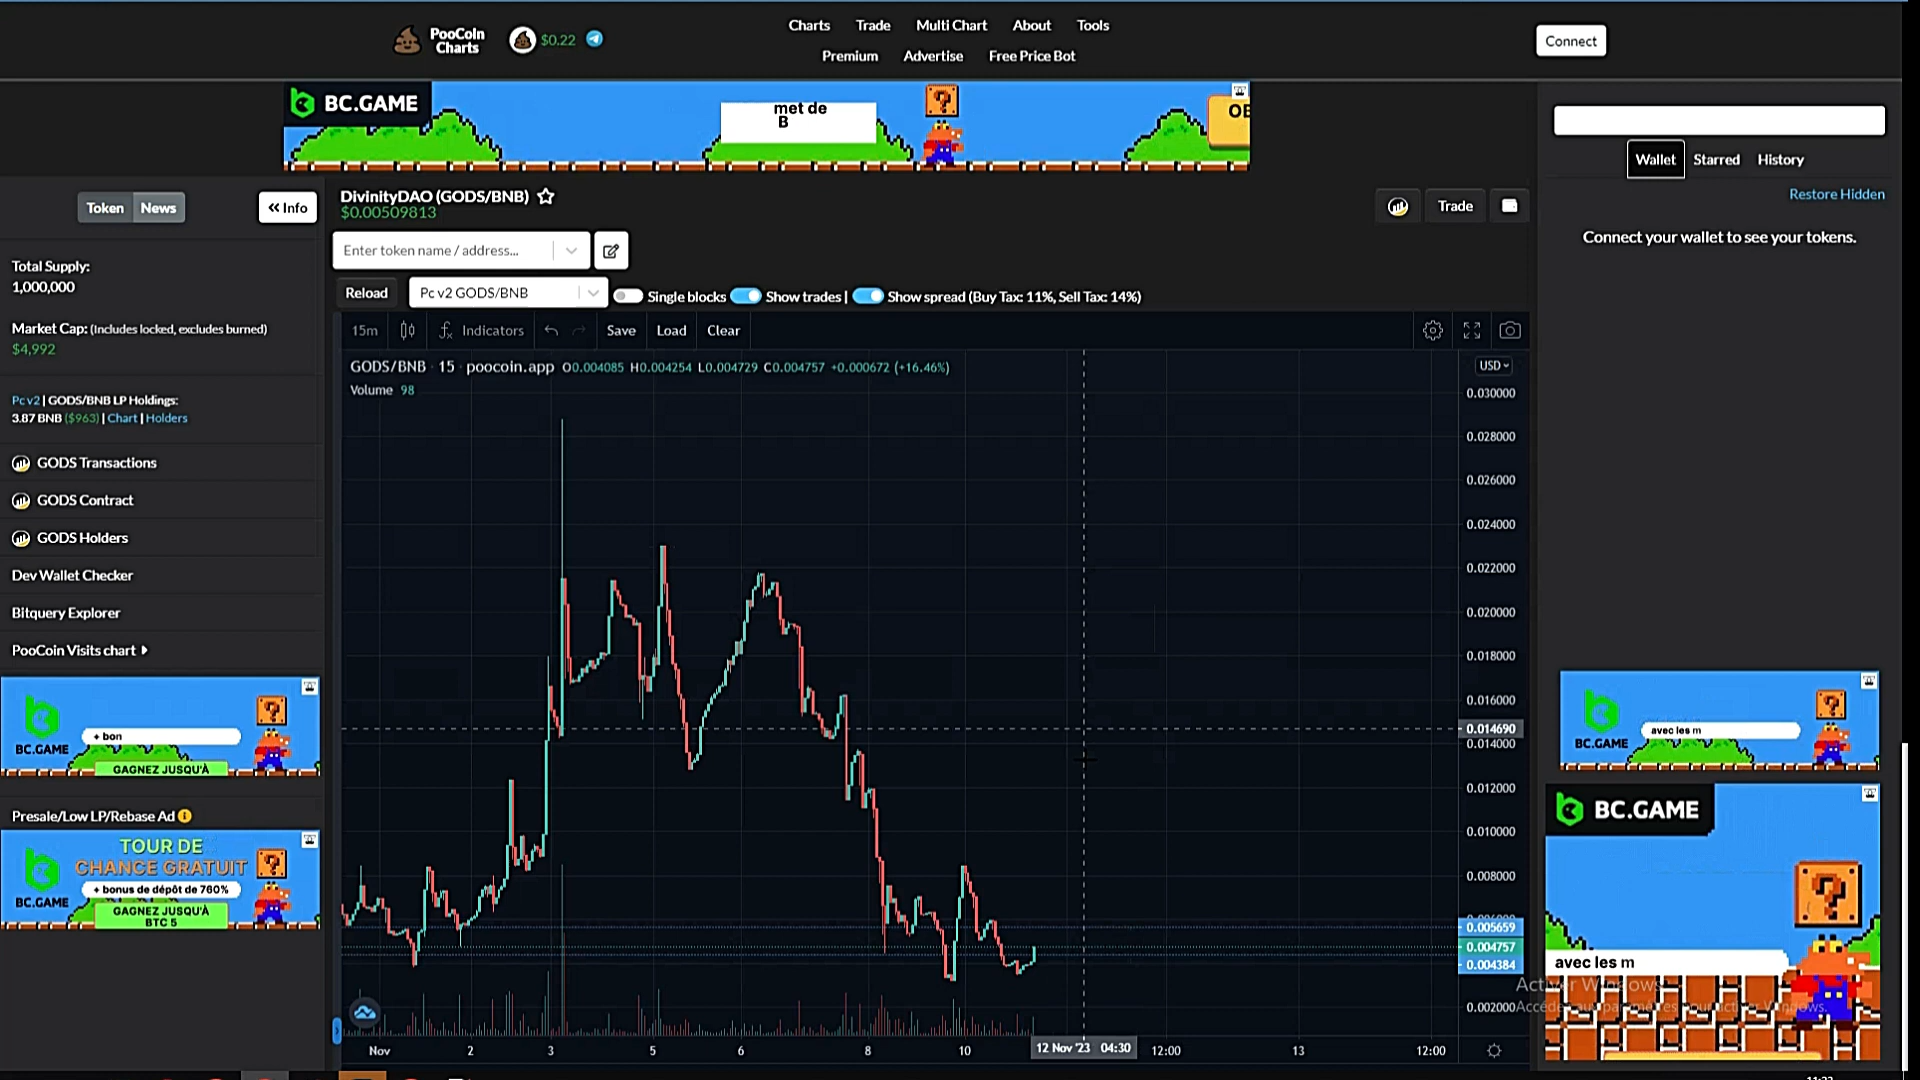 PooCoin
Charts
$0.22
Charts
Trade
Multi Chart
About
Tools
Premium
Advertise
Free Price Bot
Connect
BC.GAME
met de
B
?
Token
News
« Info
DivinityDAO (GODS/BNB)
$0.00509813
Trade
Wallet
Starred
History
Restore Hidden
Connect your wallet to see your tokens.
Total Supply:
1,000,000
Market Cap: (Includes locked, excludes burned)
$4,992
Pc v2 | GODS/BNB LP Holdings:
3.87 BNB ($963) | Chart | Holders
GODS Transactions
GODS Contract
GODS Holders
Dev Wallet Checker
Bitquery Explorer
PooCoin Visits chart
Enter token name / address...
Reload
Pc v2 GODS/BNB
Single blocks
Show trades |
Show spread (Buy Tax: 11%, Sell Tax: 14%)
15m
Indicators
Save
Load
Clear
GODS/BNB · 15 · poocoin.app O0.004085 H0.004254 L0.004729 C0.004757 +0.000672 (+16.46%)
Volume 98
USD
0.030000
0.028000
0.026000
0.024000
0.022000
0.020000
0.018000
0.016000
0.014690
0.014000
0.012000
0.010000
0.008000
0.005659
0.004757
0.004384
0.002000
Nov
2
3
5
6
8
10
12 Nov '23 04:30
12:00
13
12:00
BC.GAME
+ bon
GAGNEZ JUSQU'À
?
Presale/Low LP/Rebase Ad
TOUR DE
CHANCE GRATUIT
+ bonus de dépôt de 760%
BC.GAME
GAGNEZ JUSQU'À
BTC 5
?
BC.GAME
avec les m
?
BC.GAME
?
avec les m
Activer Windows